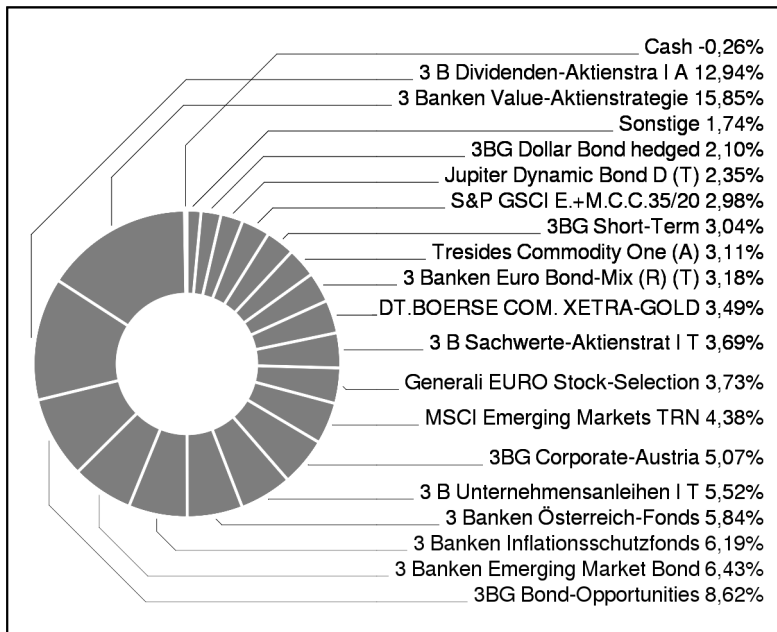 Cash -0,26%
3 B Dividenden-Aktienstra I A 12,94%
3 Banken Value-Aktienstrategie 15,85%
Sonstige 1,74%
3BG Dollar Bond hedged 2,10%
Jupiter Dynamic Bond D (T) 2,35%
S&P GSCI E.+M.C.C.35/20 2,98%
3BG Short-Term 3,04%
Tresides Commodity One (A) 3,11%
3 Banken Euro Bond-Mix (R) (T) 3,18%
DT.BOERSE COM. XETRA-GOLD 3,49%
3 B Sachwerte-Aktienstrat I T 3,69%
Generali EURO Stock-Selection 3,73%
MSCI Emerging Markets TRN 4,38%
3BG Corporate-Austria 5,07%
3 B Unternehmensanleihen I T 5,52%
3 Banken Österreich-Fonds 5,84%
3 Banken Inflationsschutzfonds 6,19%
3 Banken Emerging Market Bond 6,43%
3BG Bond-Opportunities 8,62%